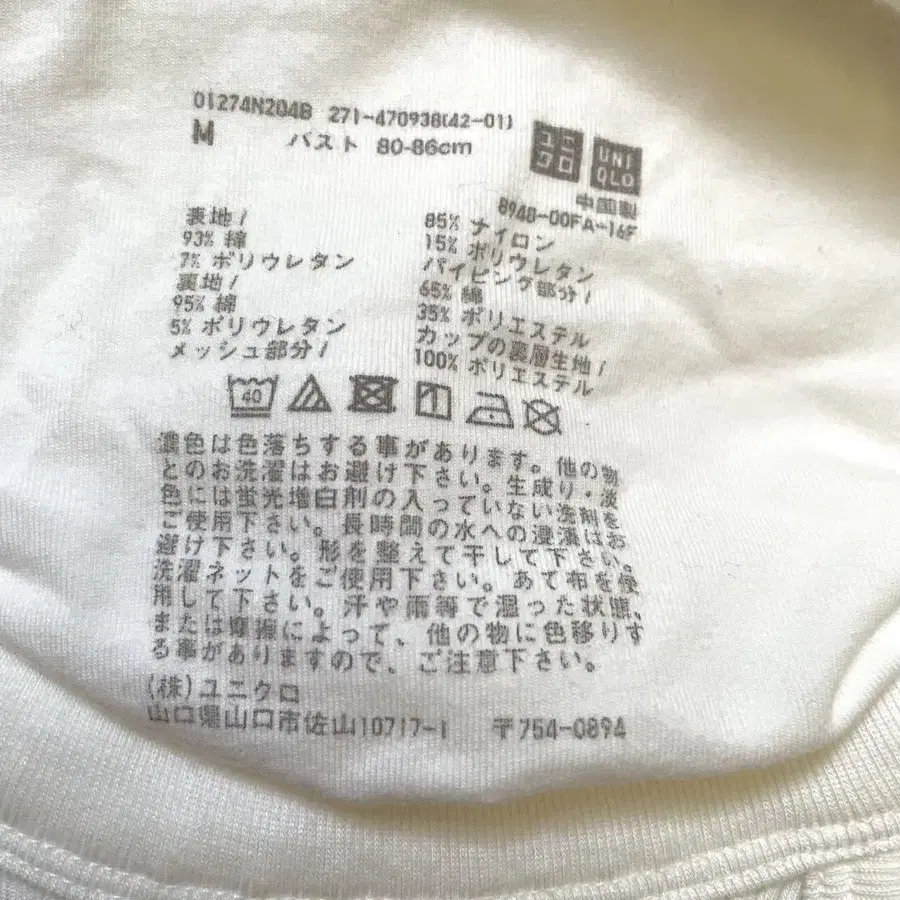 01274N204B 271-470938(42-01)
M バスト 80-86cm
ユニクロ
UNIQLO
中国製
8948-00FA-16F
表地/
93% 綿
7% ポリウレタン
裏地/
95% 綿
5% ポリウレタン
メッシュ部分/
85% ナイロン
15% ポリウレタン
パイピング部分/
65% 綿
35% ポリエステル
カップの裏層生地/
100% ポリエステル
40
濃色は色落ちする事があります。他の物
とのお洗濯はお避け下さい。生成り・淡
色には蛍光増白剤の入っていない洗剤を
ご使用下さい。長時間の水への浸漬はお
避け下さい。形を整えて干して下さい。
洗濯ネットをご使用下さい。あて布を使
用して下さい。汗や雨等で湿った状態、
または摩擦によって、他の物に色移りす
る事がありますので、ご注意下さい。
(株)ユニクロ
山口県山口市佐山10717-1 〒754-0894